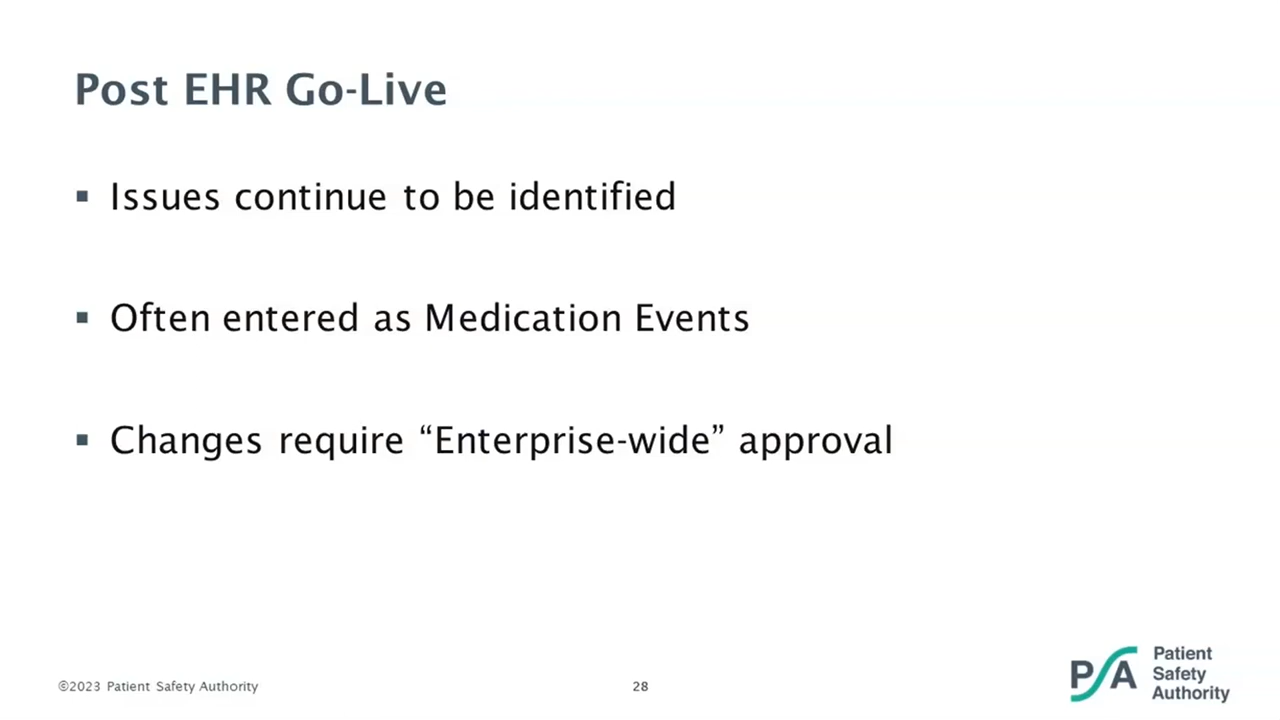 Post EHR Go-Live
▪ Issues continue to be identified
▪ Often entered as Medication Events
▪ Changes require “Enterprise-wide” approval
©2023 Patient Safety Authority
28
PSA
Patient
Safety
Authority